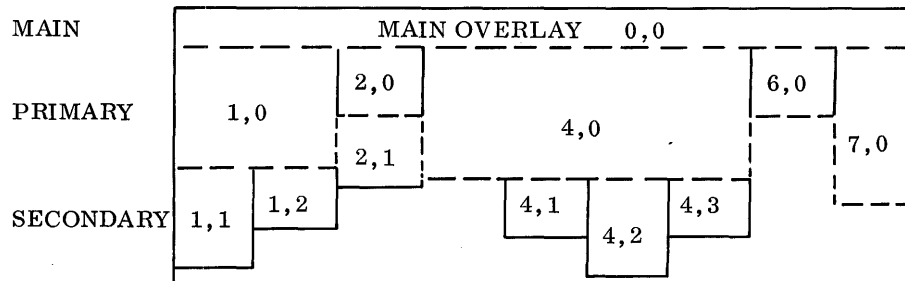 MAIN MAIN OVERLAY 0,0
2,0 6,0
PRIMARY 1,0 4,0 7,0
2,1
SECONDARY 1,1 1,2 4,1 4,2 4,3